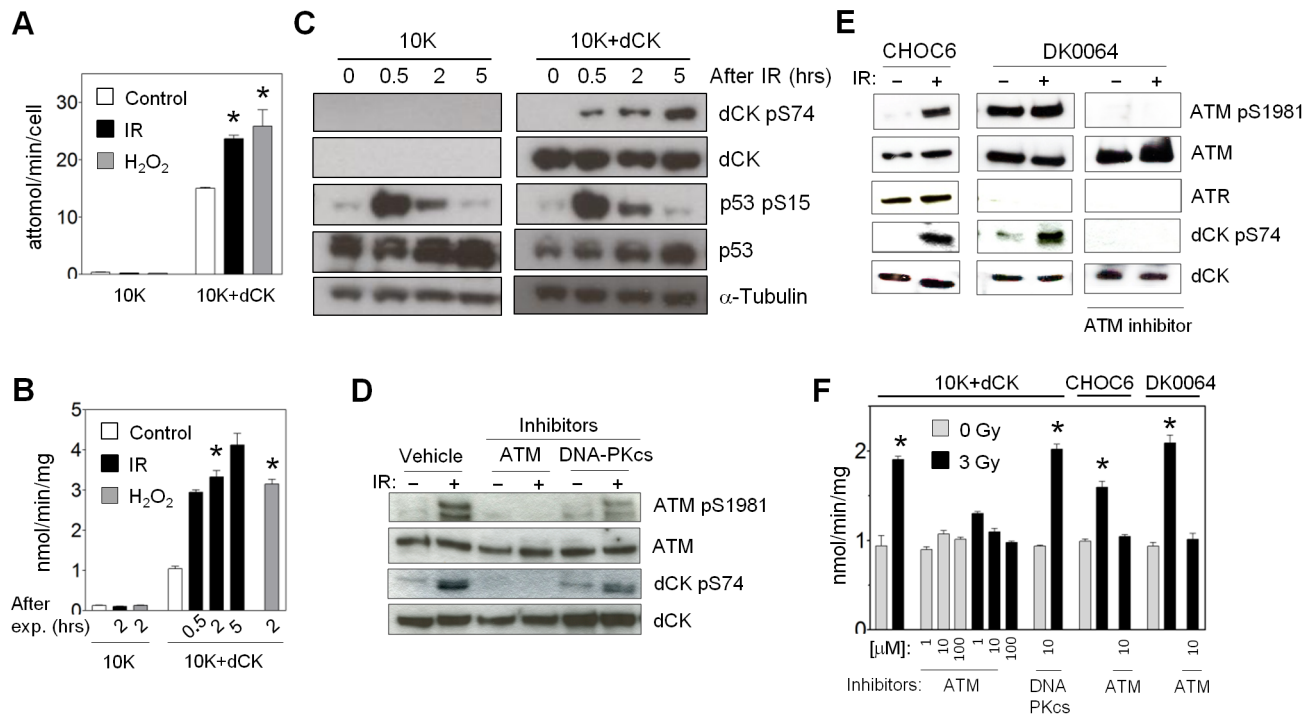 A
attomol/min/cell
30
20
10
0
Control
IR
H₂O₂
*
*
10K
10K+dCK
B
nmol/min/mg
5
4
3
2
1
0
Control
IR
H₂O₂
*
*
After
exp. (hrs)
2 2
0.5 2 5 2
10K
10K+dCK
C
10K
10K+dCK
0 0.5 2 5
0 0.5 2 5
After IR (hrs)
dCK pS74
dCK
p53 pS15
p53
α-Tubulin
D
Inhibitors
Vehicle
ATM
DNA-PKcs
IR: − + − + − +
ATM pS1981
ATM
dCK pS74
dCK
E
CHOC6
DK0064
IR: − + − + − +
ATM pS1981
ATM
ATR
dCK pS74
dCK
ATM inhibitor
F
10K+dCK
CHOC6
DK0064
nmol/min/mg
2
1
0
0 Gy
3 Gy
*
*
*
*
[µM]: 1 10 100 1 10 100 10 10 10
Inhibitors:
ATM
DNA
PKcs
ATM
ATM